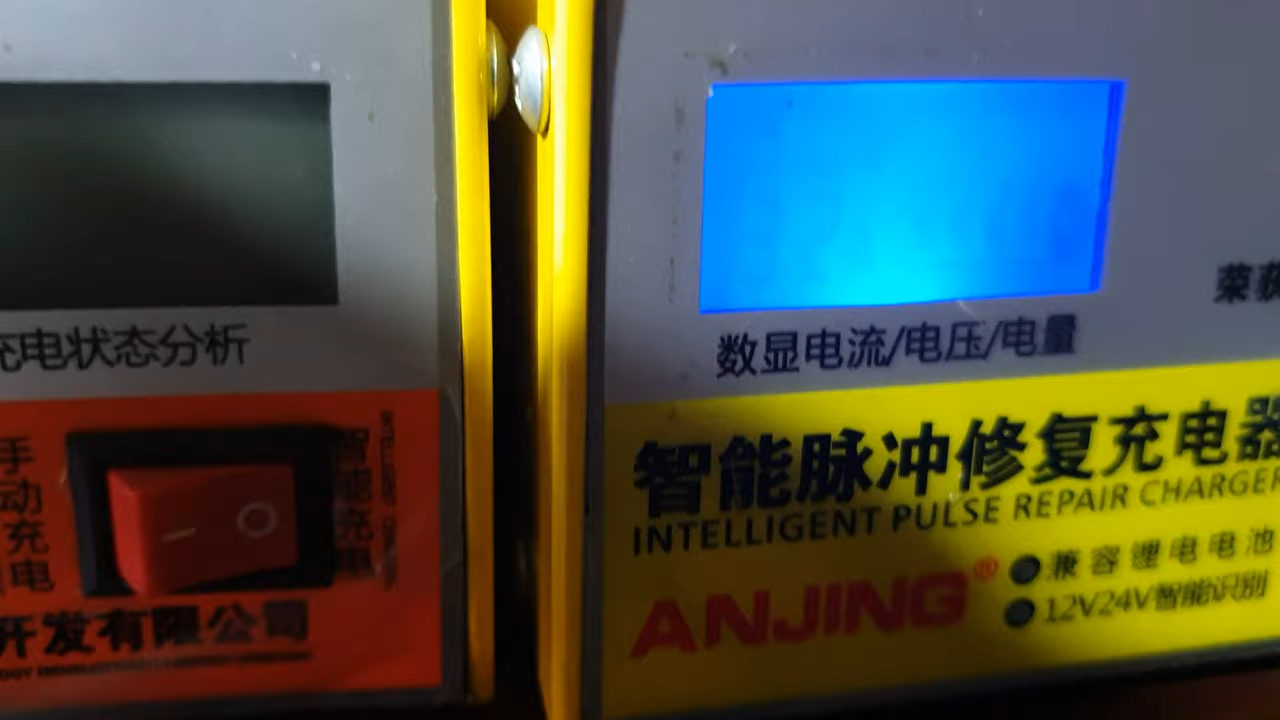 充电状态分析
手动充电
智能充电
开发有限公司
荣获
数显电流/电压/电量
智能脉冲修复充电器
INTELLIGENT PULSE REPAIR CHARGER
ANJING®
兼容锂电电池
12V24V智能识别